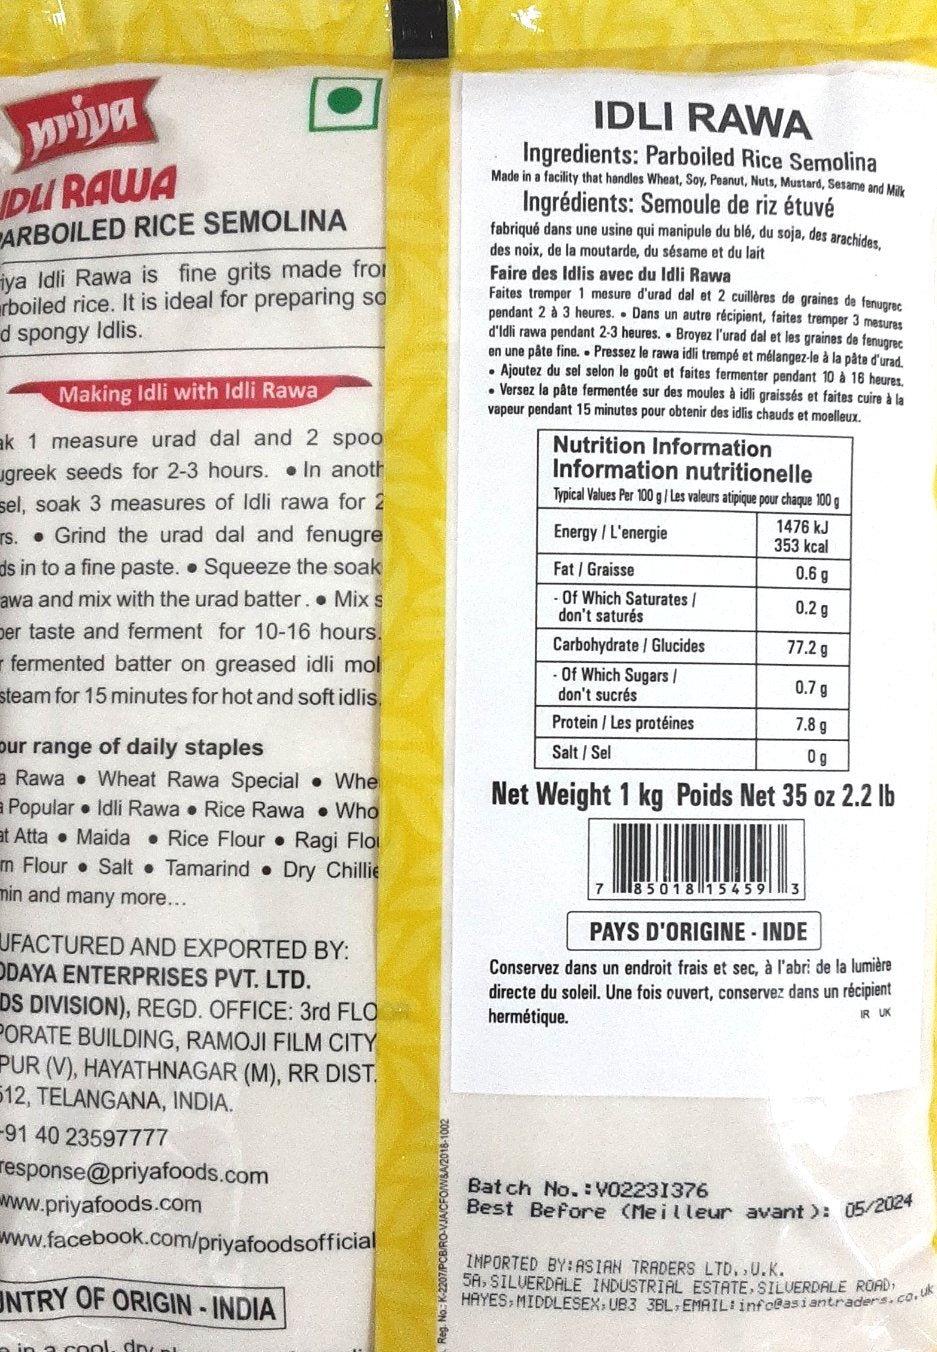 priya
IDLI RAWA
PARBOILED RICE SEMOLINA
iya Idli Rawa is fine grits made fro
rboiled rice. It is ideal for preparing so
d spongy Idlis.
Making Idli with Idli Rawa
ak 1 measure urad dal and 2 spoo
ugreek seeds for 2-3 hours. • In anoth
sel, soak 3 measures of Idli rawa for 2
rs. • Grind the urad dal and fenugre
ds in to a fine paste. • Squeeze the soak
awa and mix with the urad batter. • Mix s
per taste and ferment for 10-16 hours.
r fermented batter on greased idli mol
steam for 15 minutes for hot and soft idlis.
our range of daily staples
a Rawa • Wheat Rawa Special • Whe
a Popular • Idli Rawa • Rice Rawa • Who
at Atta • Maida • Rice Flour • Ragi Flou
m Flour • Salt • Tamarind • Dry Chillie
min and many more...
UFACTURED AND EXPORTED BY:
ODAYA ENTERPRISES PVT. LTD.
DS DIVISION), REGD. OFFICE: 3rd FLO
PORATE BUILDING, RAMOJI FILM CITY
PUR (V), HAYATHNAGAR (M), RR DIST.
512, TELANGANA, INDIA.
-91 40 23597777
response@priyafoods.com
www.priyafoods.com
www.facebook.com/priyafoodsofficial
UNTRY OF ORIGIN - INDIA
in a cool, dry
Reg. No.: K-2207/PCB/RO-VJA/CFO/W&A/2018-1002
IDLI RAWA
Ingredients: Parboiled Rice Semolina
Made in a facility that handles Wheat, Soy, Peanut, Nuts, Mustard, Sesame and Milk
Ingrédients: Semoule de riz étuvé
fabriqué dans une usine qui manipule du blé, du soja, des arachides,
des noix, de la moutarde, du sésame et du lait
Faire des Idlis avec du Idli Rawa
Faites tremper 1 mesure d'urad dal et 2 cuillères de graines de fenugrec
pendant 2 à 3 heures. • Dans un autre récipient, faites tremper 3 mesures
d'Idli rawa pendant 2-3 heures. • Broyez l'urad dal et les graines de fenugrec
en une pâte fine. • Pressez le rawa idli trempé et mélangez-le à la pâte d'urad.
• Ajoutez du sel selon le goût et faites fermenter pendant 10 à 16 heures.
• Versez la pâte fermentée sur des moules à idli graissés et faites cuire à la
vapeur pendant 15 minutes pour obtenir des idlis chauds et moelleux.
Nutrition Information
Information nutritionelle
Typical Values Per 100 g / Les valeurs atipique pour chaque 100 g
Energy / L'energie 1476 kJ
353 kcal
Fat / Graisse 0.6 g
- Of Which Saturates /
don't saturés 0.2 g
Carbohydrate / Glucides 77.2 g
- Of Which Sugars /
don't sucrés 0.7 g
Protein / Les protéines 7.8 g
Salt / Sel 0 g
Net Weight 1 kg Poids Net 35 oz 2.2 lb
7 85018 15459 3
PAYS D'ORIGINE - INDE
Conservez dans un endroit frais et sec, à l'abri de la lumière
directe du soleil. Une fois ouvert, conservez dans un récipient
hermétique.
IR UK
Batch No.:V0223I376
Best Before (Meilleur avant): 05/2024
IMPORTED BY:ASIAN TRADERS LTD.,U.K.
5A,SILVERDALE INDUSTRIAL ESTATE,SILVERDALE ROAD,
HAYES,MIDDLESEX,UB3 3BL,EMAIL:info@asiantraders.co.uk